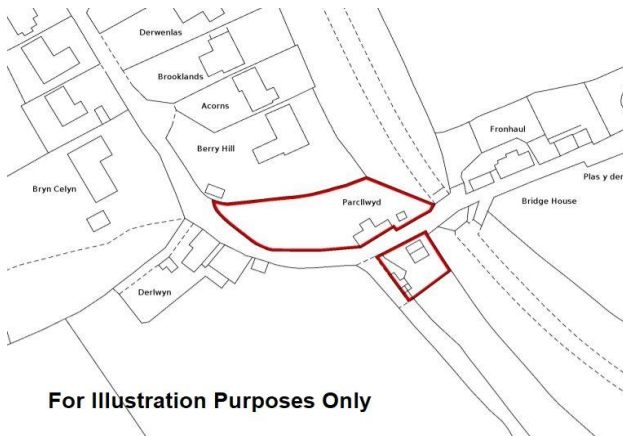 Derwenlas
Brooklands
Acorns
Berry Hill
Fronhaul
Bryn Celyn
Parcllwyd
Plas y der
Bridge House
Derlwyn
For Illustration Purposes Only